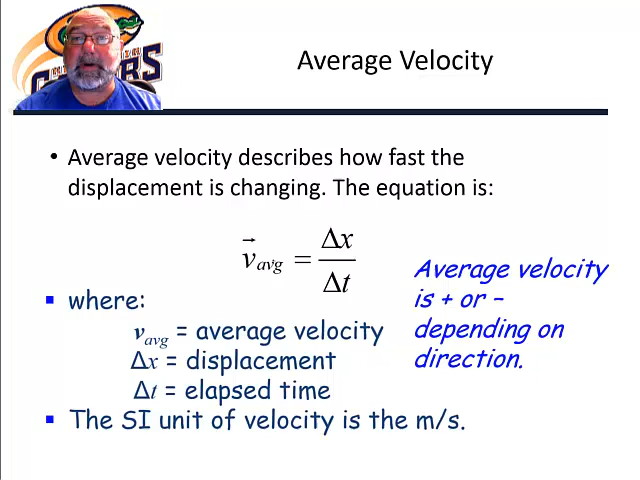 Average Velocity
• Average velocity describes how fast the
displacement is changing. The equation is:
v⃗avg = Δx/Δt
Average velocity
is + or –
depending on
direction.
▪ where:
vavg = average velocity
Δx = displacement
Δt = elapsed time
▪ The SI unit of velocity is the m/s.